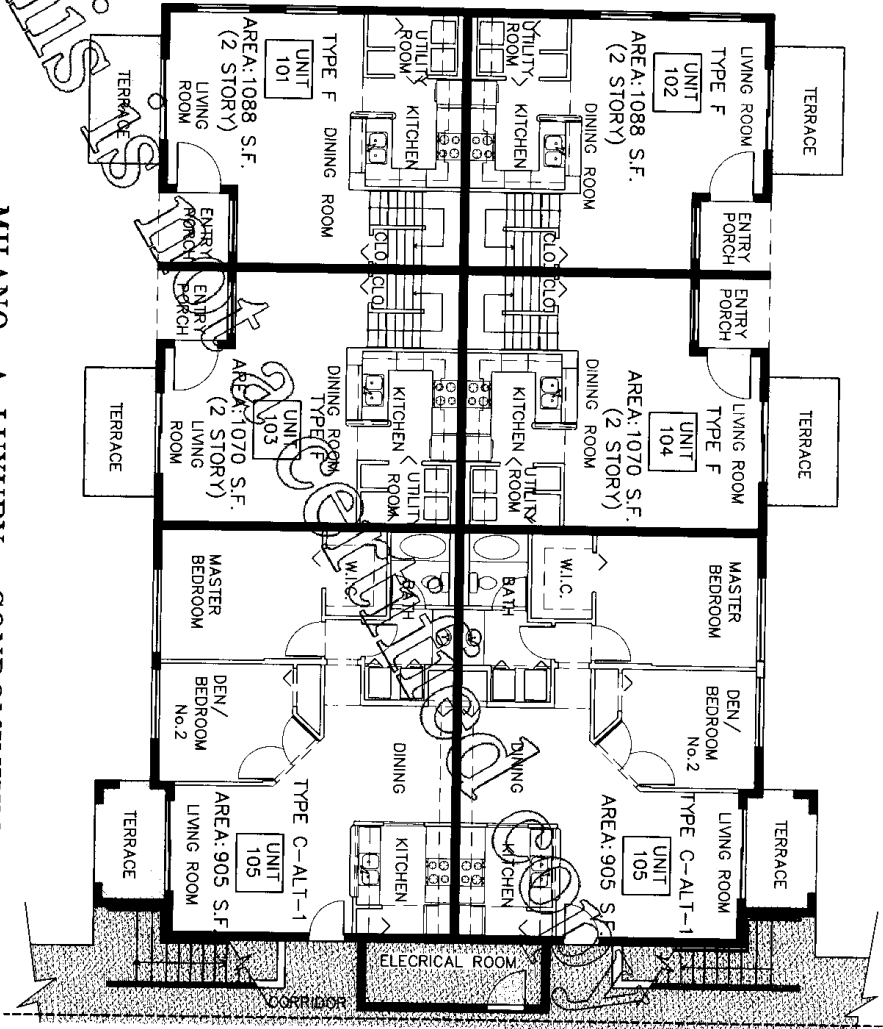 This is not a certified copy
UNIT
101
TYPE F
AREA: 1088 S.F.
(2 STORY)
LIVING
ROOM
DINING ROOM
KITCHEN
UTILITY
ROOM
TERRACE
ENTRY
PORCH
CLO.
UNIT
102
TYPE F
AREA: 1088 S.F.
(2 STORY)
LIVING ROOM
DINING ROOM
KITCHEN
UTILITY
ROOM
TERRACE
ENTRY
PORCH
CLO.
UNIT
103
TYPE F
AREA: 1070 S.F.
(2 STORY)
LIVING
ROOM
DINING ROOM
KITCHEN
UTILITY
ROOM
TERRACE
ENTRY
PORCH
CLO.
UNIT
104
TYPE F
AREA: 1070 S.F.
(2 STORY)
LIVING ROOM
DINING ROOM
KITCHEN
UTILITY
ROOM
TERRACE
ENTRY
PORCH
CLO.
MASTER
BEDROOM
W.I.C.
BATH
DEN/
BEDROOM
No.2
DINING
KITCHEN
TYPE C-ALT-1
UNIT
105
AREA: 905 S.F.
LIVING ROOM
TERRACE
MASTER
BEDROOM
W.I.C.
BATH
DEN/
BEDROOM
No.2
DINING
KITCHEN
TYPE C-ALT-1
UNIT
105
AREA: 905 S.F.
LIVING ROOM
TERRACE
ELECRICAL ROOM
CORRIDOR